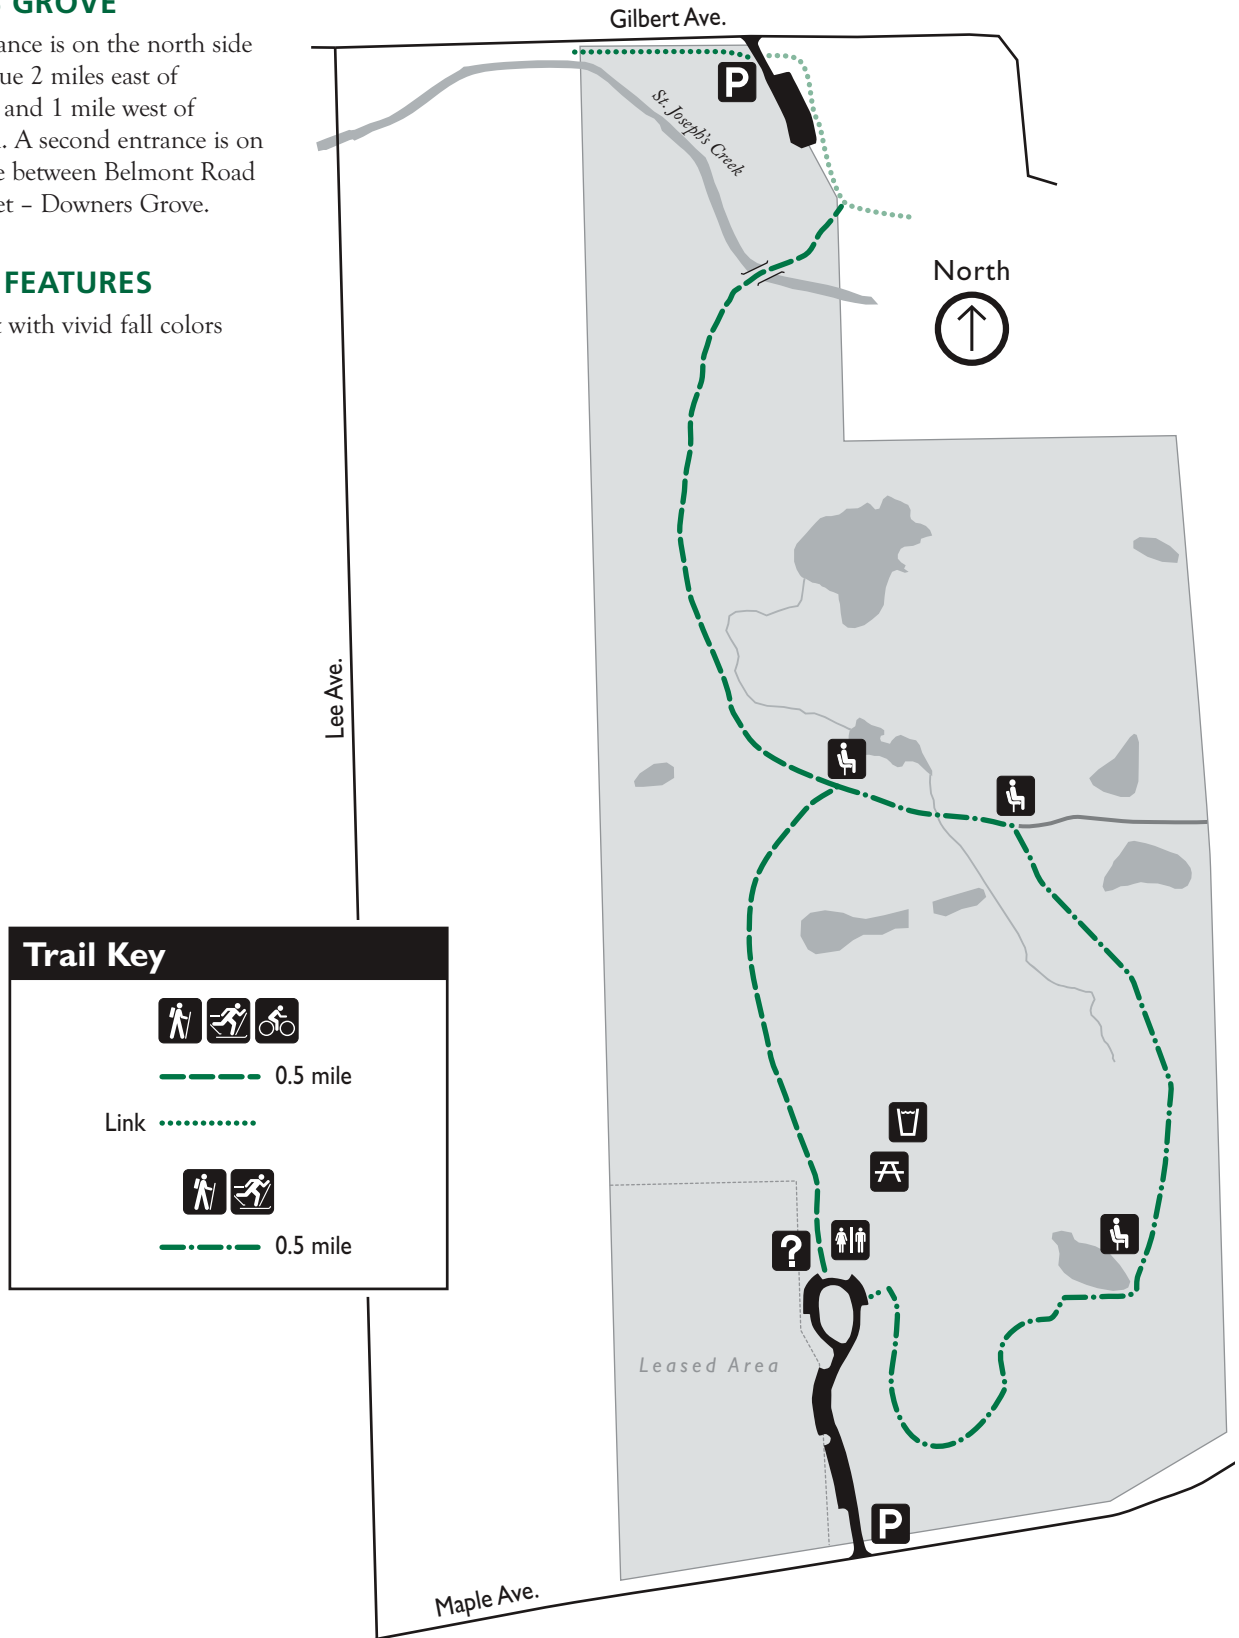 GROVE
ance is on the north side
ue 2 miles east of
and 1 mile west of
. A second entrance is on
e between Belmont Road
et – Downers Grove.
FEATURES
t with vivid fall colors
Gilbert Ave.
P
St. Joseph's Creek
North
Lee Ave.
Trail Key
0.5 mile
Link
0.5 mile
?
Leased Area
P
Maple Ave.